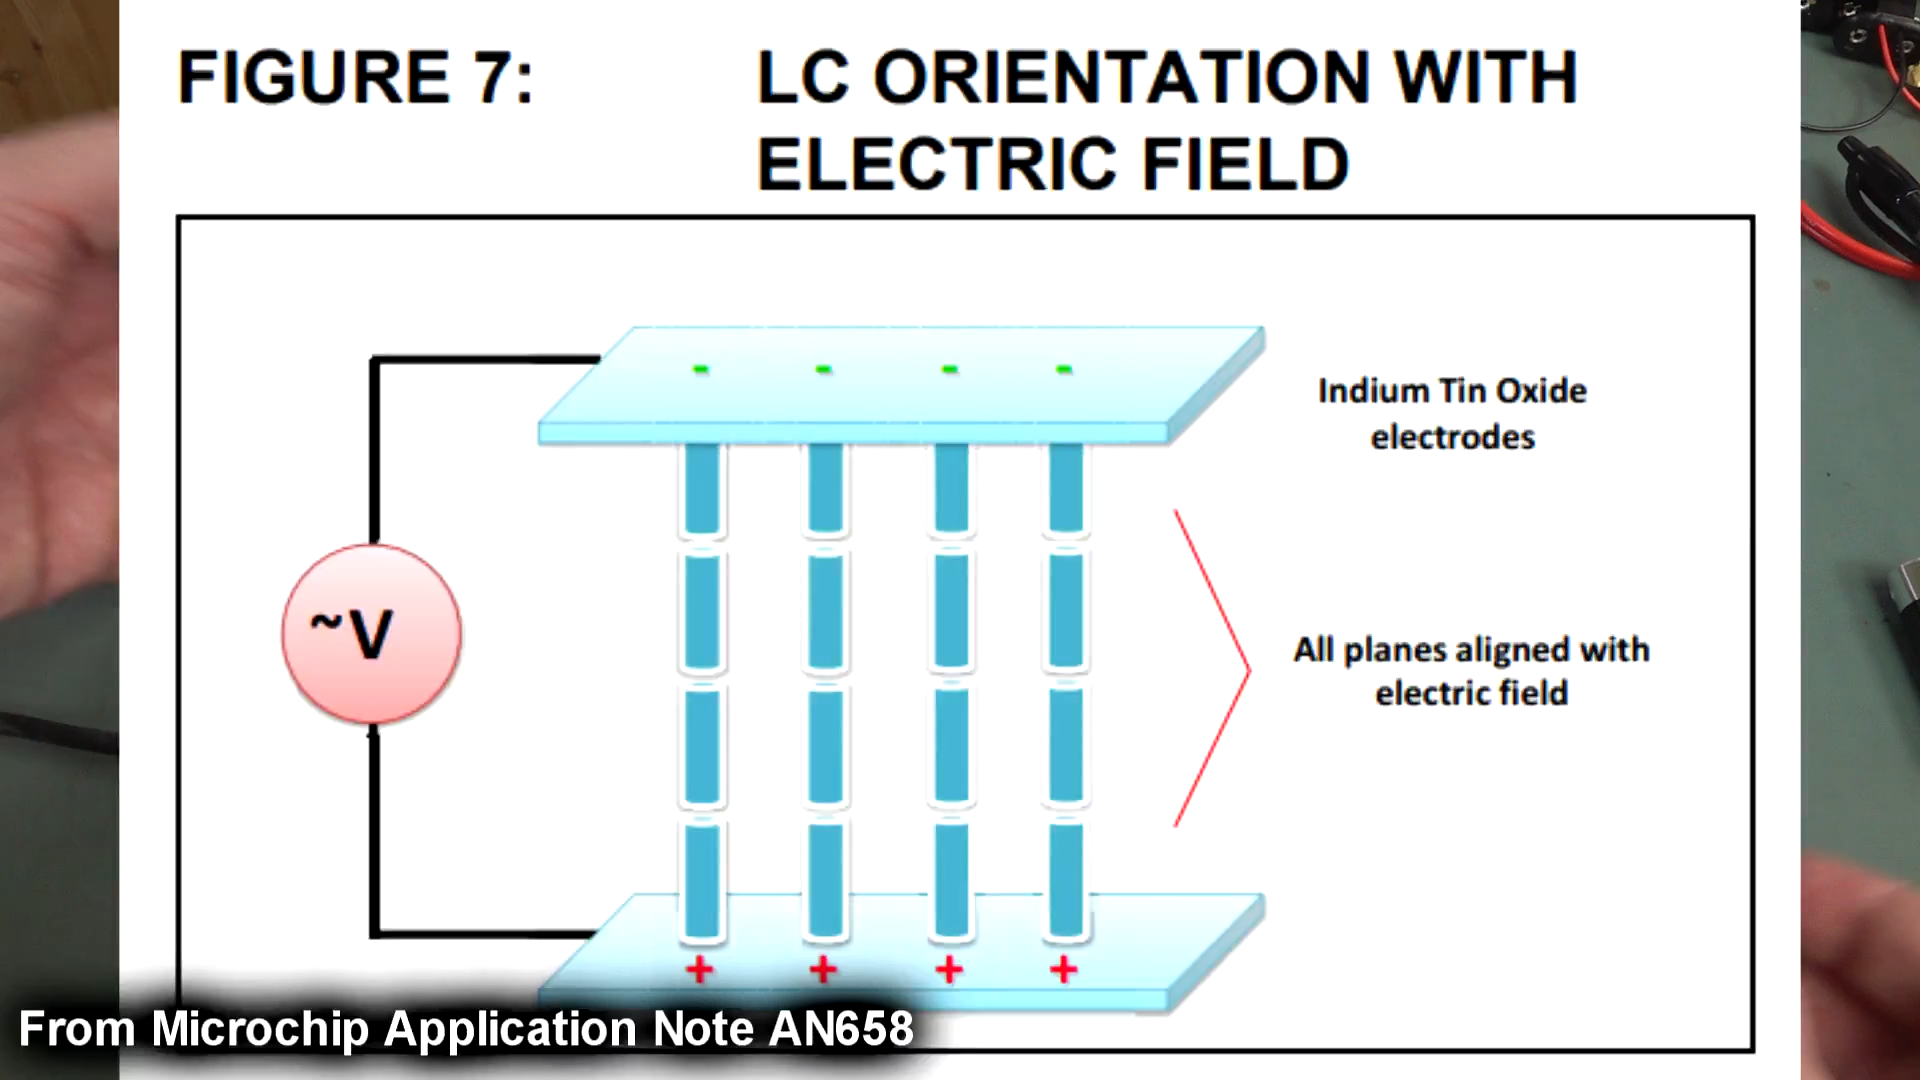 FIGURE 7:
LC ORIENTATION WITH
ELECTRIC FIELD
- - - -
Indium Tin Oxide
electrodes
~V
All planes aligned with
electric field
+ + + +
From Microchip Application Note AN658